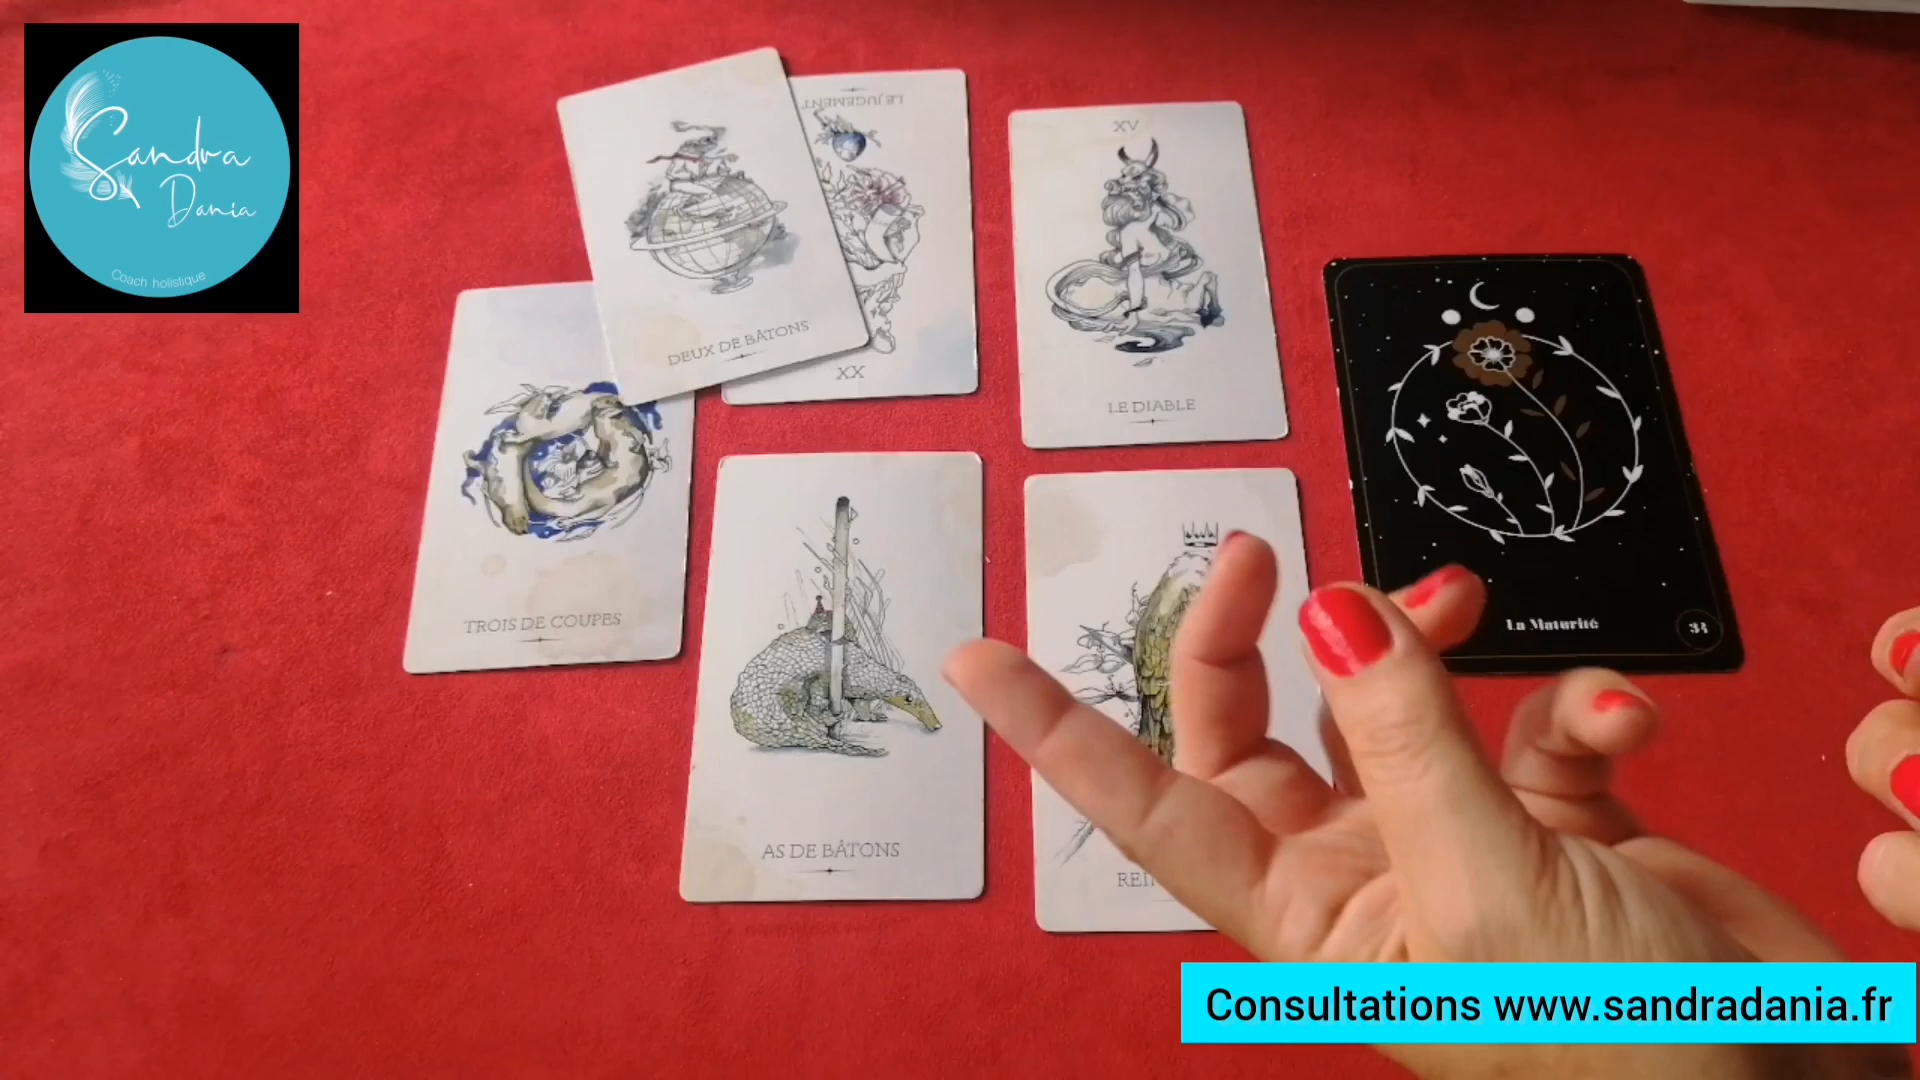 Sandra
Dania
Coach holistique
DEUX DE BÂTONS
LE JUGEMENT
XX
XV
LE DIABLE
TROIS DE COUPES
AS DE BÂTONS
La Maturité
34
Consultations www.sandradania.fr